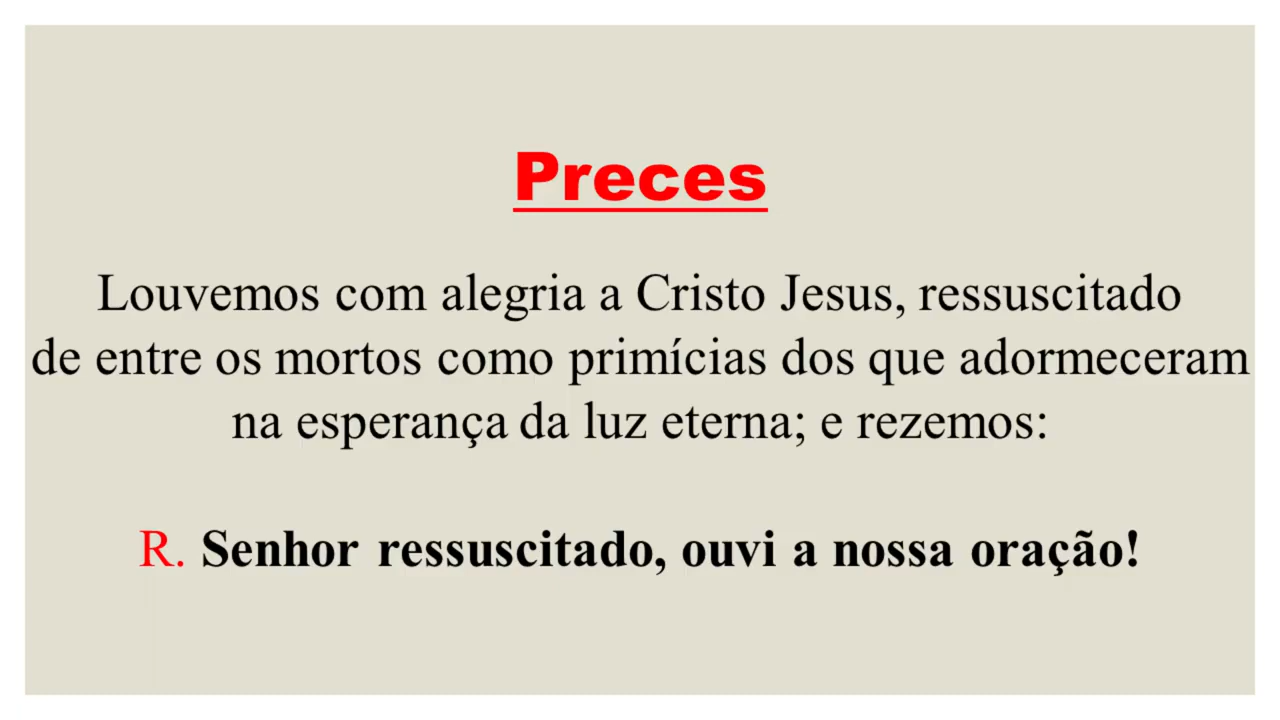 Preces
Louvemos com alegria a Cristo Jesus, ressuscitado
de entre os mortos como primícias dos que adormeceram
na esperança da luz eterna; e rezemos:
R. Senhor ressuscitado, ouvi a nossa oração!